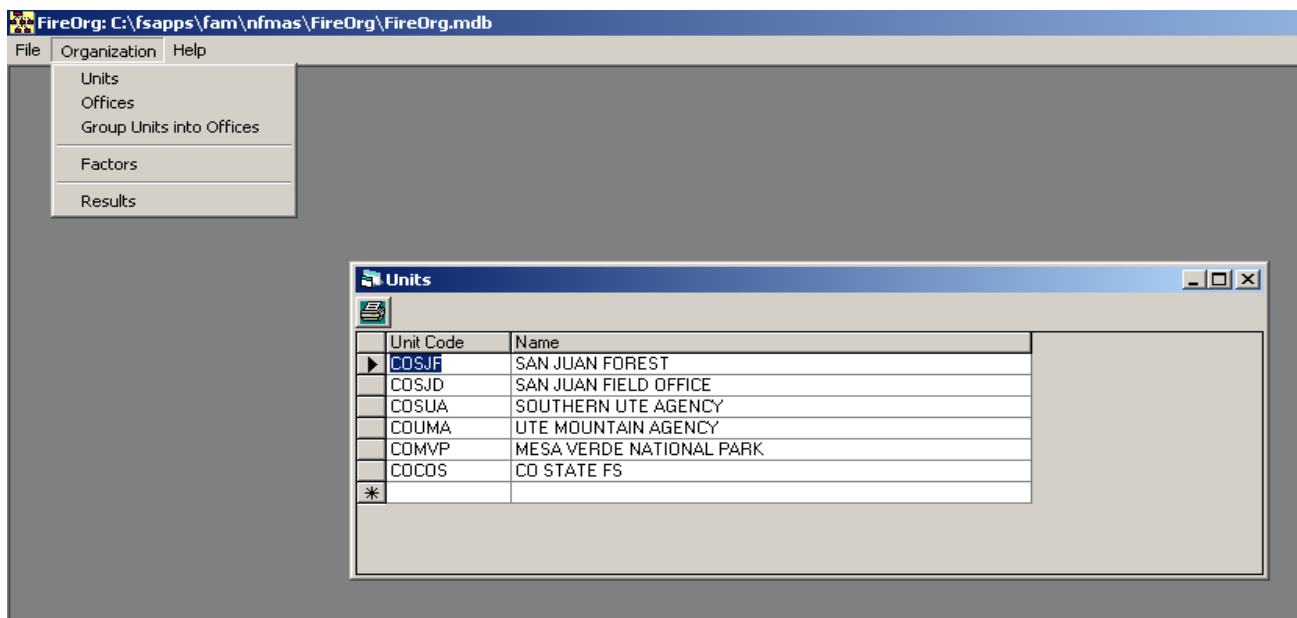 FireOrg: C:\fsapps\fam\nfmas\FireOrg\FireOrg.mdb
File Organization Help
Units
Offices
Group Units into Offices
Factors
Results
Units
Unit Code Name
COSJF SAN JUAN FOREST
COSJD SAN JUAN FIELD OFFICE
COSUA SOUTHERN UTE AGENCY
COUMA UTE MOUNTAIN AGENCY
COMVP MESA VERDE NATIONAL PARK
COCOS CO STATE FS